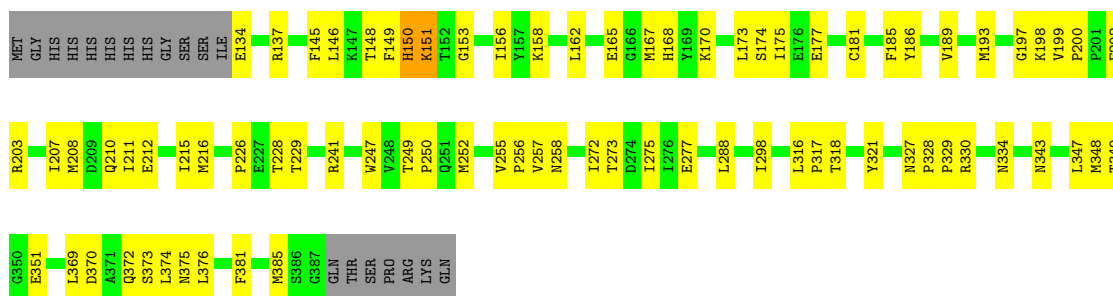 MET GLY HIS HIS HIS HIS HIS HIS GLY SER SER ILE E134 R137 F145 L146 K147 T148 F149 H150 K151 T152 G153 I156 Y157 K158 L162 E165 G166 M167 H168 Y169 K170 L173 S174 I175 E176 E177 C181 F185 Y186 V189 M193 G197 K198 V199 P200 P201
R203 I207 M208 D209 Q210 I211 E212 I215 M216 P226 E227 T228 T229 R241 W247 V248 T249 P250 Q251 M252 V255 P256 V257 N258 I272 T273 D274 I275 I276 E277 L288 I298 L316 P317 T318 Y321 N327 P328 P329 R330 N334 N343 L347 M348
G350 E351 L369 D370 A371 Q372 S373 L374 N375 L376 F381 M385 S386 G387 GLN THR SER PRO ARG LYS GLN